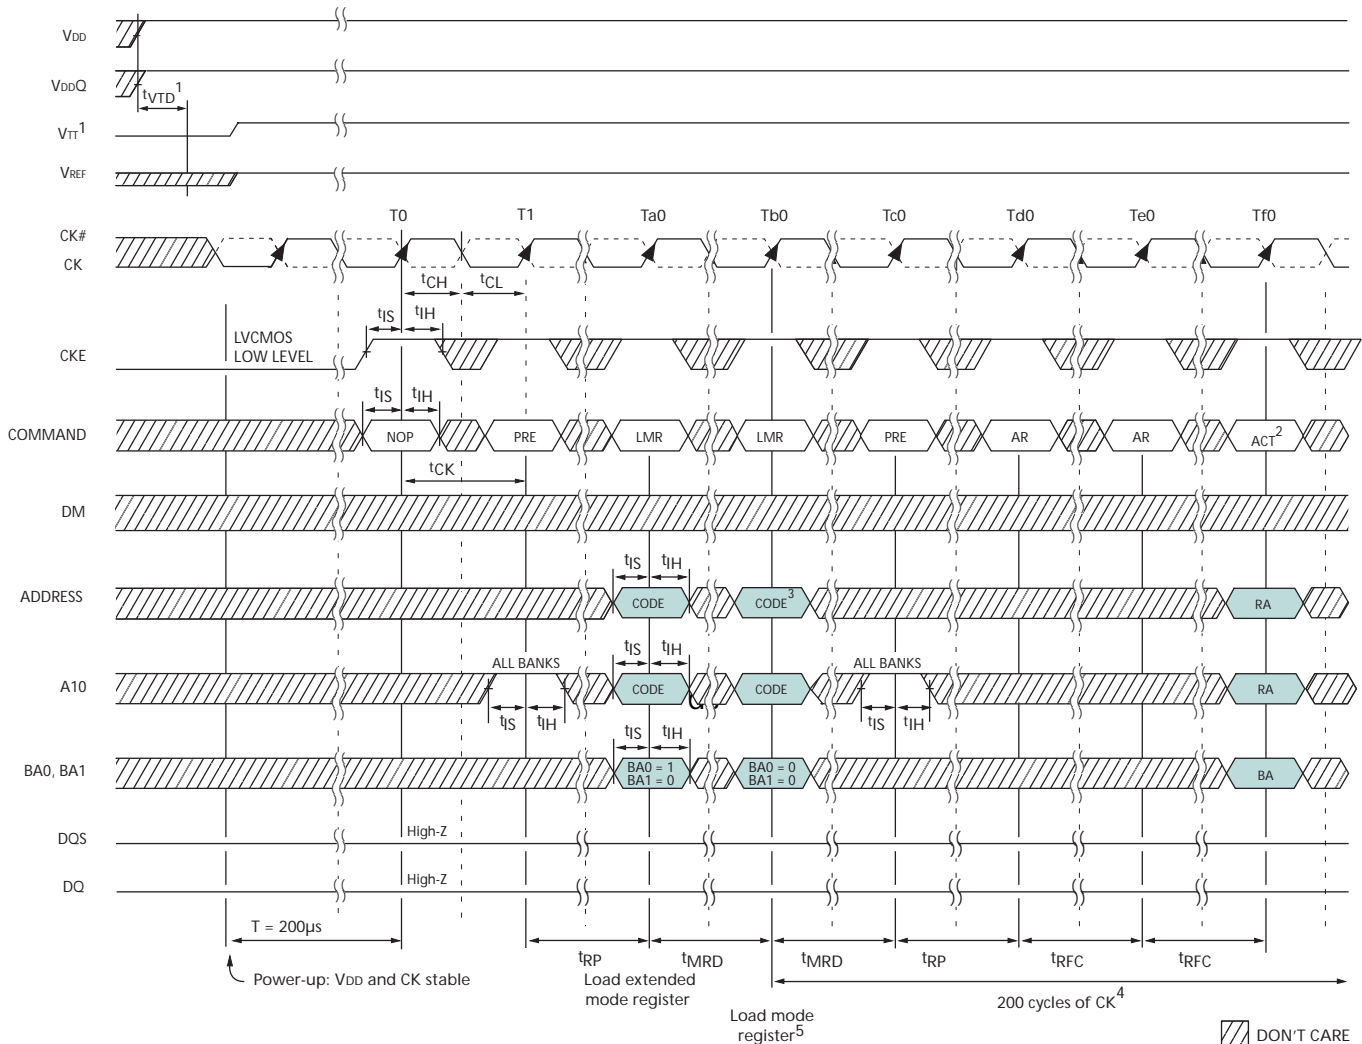 VDD
VDDQ
tVTD1
VTT1
VREF
T0 T1 Ta0 Tb0 Tc0 Td0 Te0 Tf0
CK#
CK
tCH tCL
tIS tIH
LVCMOS
LOW LEVEL
CKE
tIS tIH
COMMAND NOP PRE LMR LMR PRE AR AR ACT2
tCK
DM
tIS tIH
ADDRESS CODE CODE3 RA
ALL BANKS tIS tIH ALL BANKS
A10 CODE CODE RA
tIS tIH tIS tIH
tIS tIH
BA0, BA1 BA0 = 1 BA0 = 0 BA
BA1 = 0 BA1 = 0
DQS High-Z
DQ High-Z
T = 200µs
tRP tMRD tMRD tRP tRFC tRFC
Power-up: VDD and CK stable
Load extended
mode register
200 cycles of CK4
Load mode
register5
DON'T CARE